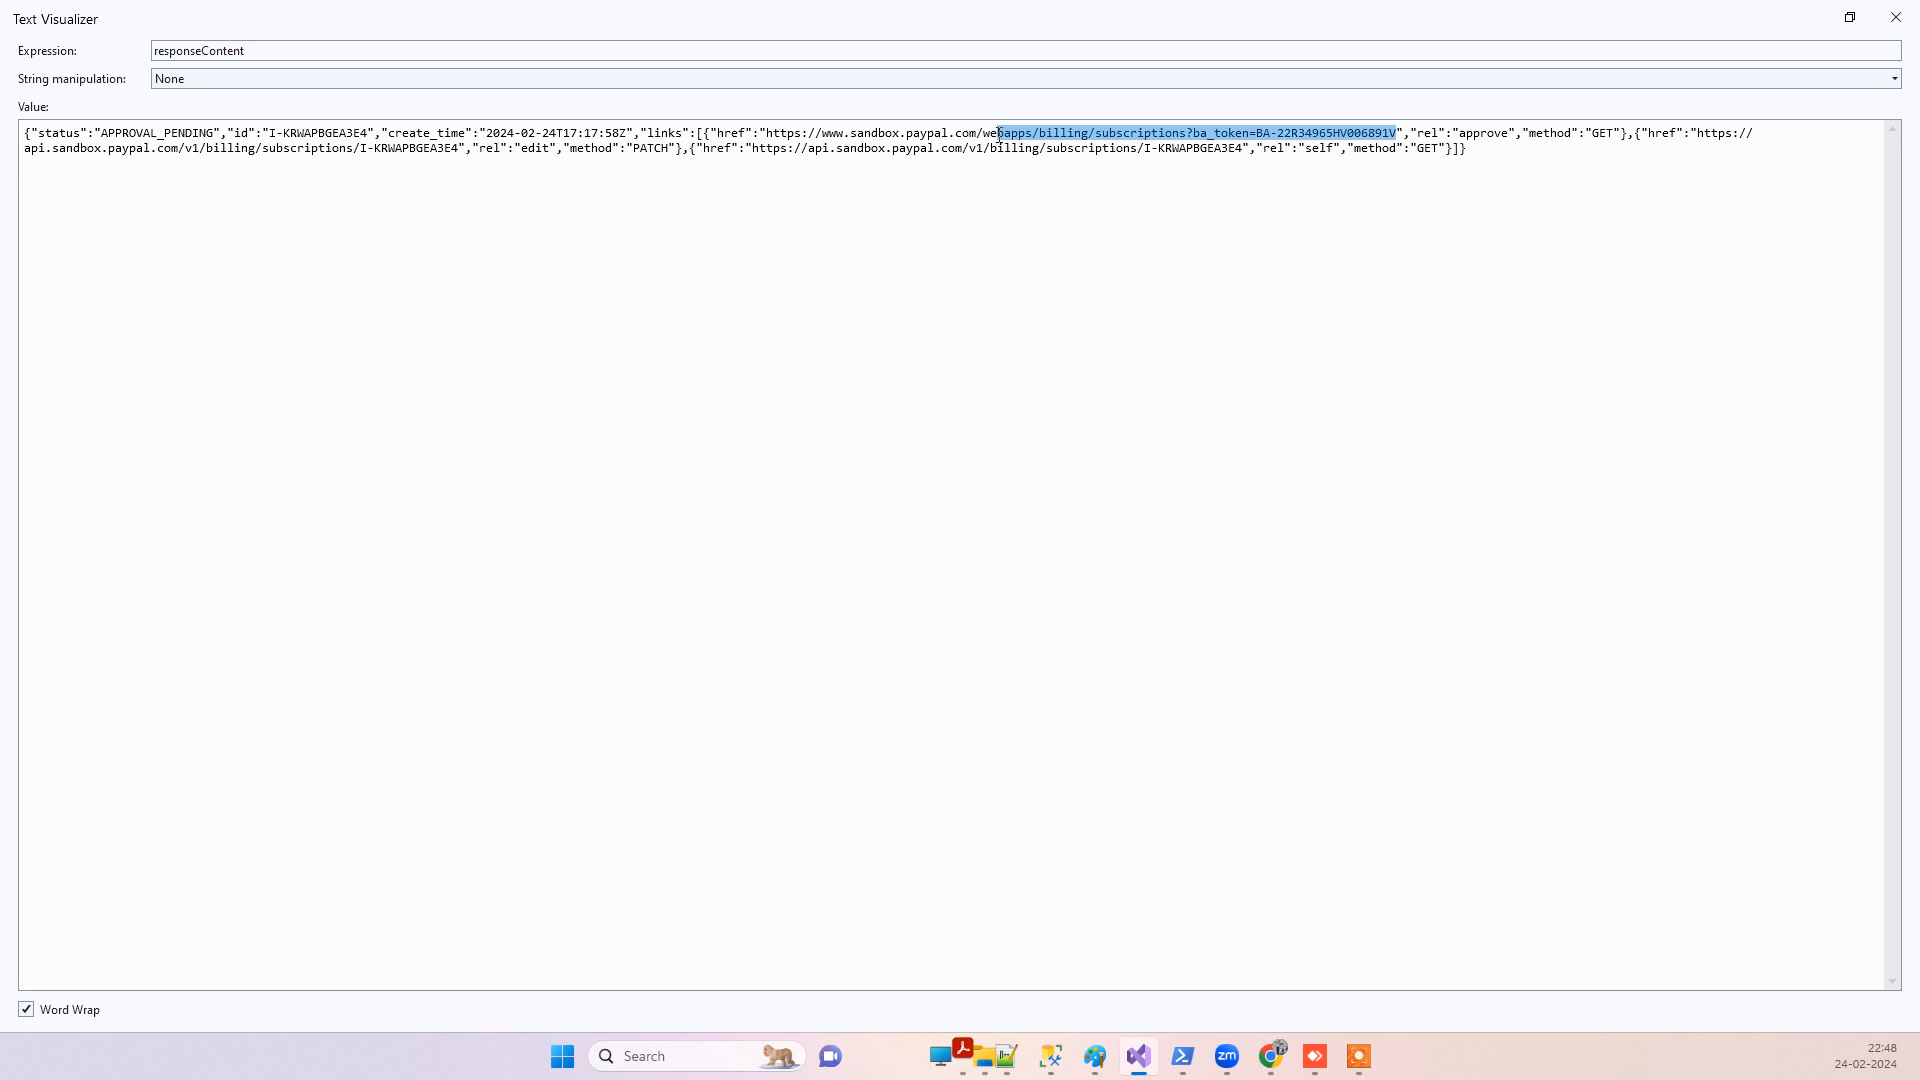 Text Visualizer
Expression:
responseContent
String manipulation:
None
Value:
{"status":"APPROVAL_PENDING","id":"I-KRWAPBGEA3E4","create_time":"2024-02-24T17:17:58Z","links":[{"href":"https://www.sandbox.paypal.com/webapps/billing/subscriptions?ba_token=BA-22R34965HV006891V","rel":"approve","method":"GET"},{"href":"https://
api.sandbox.paypal.com/v1/billing/subscriptions/I-KRWAPBGEA3E4","rel":"edit","method":"PATCH"},{"href":"https://api.sandbox.paypal.com/v1/billing/subscriptions/I-KRWAPBGEA3E4","rel":"self","method":"GET"}]}
Word Wrap
Search
zm
22:48
24-02-2024